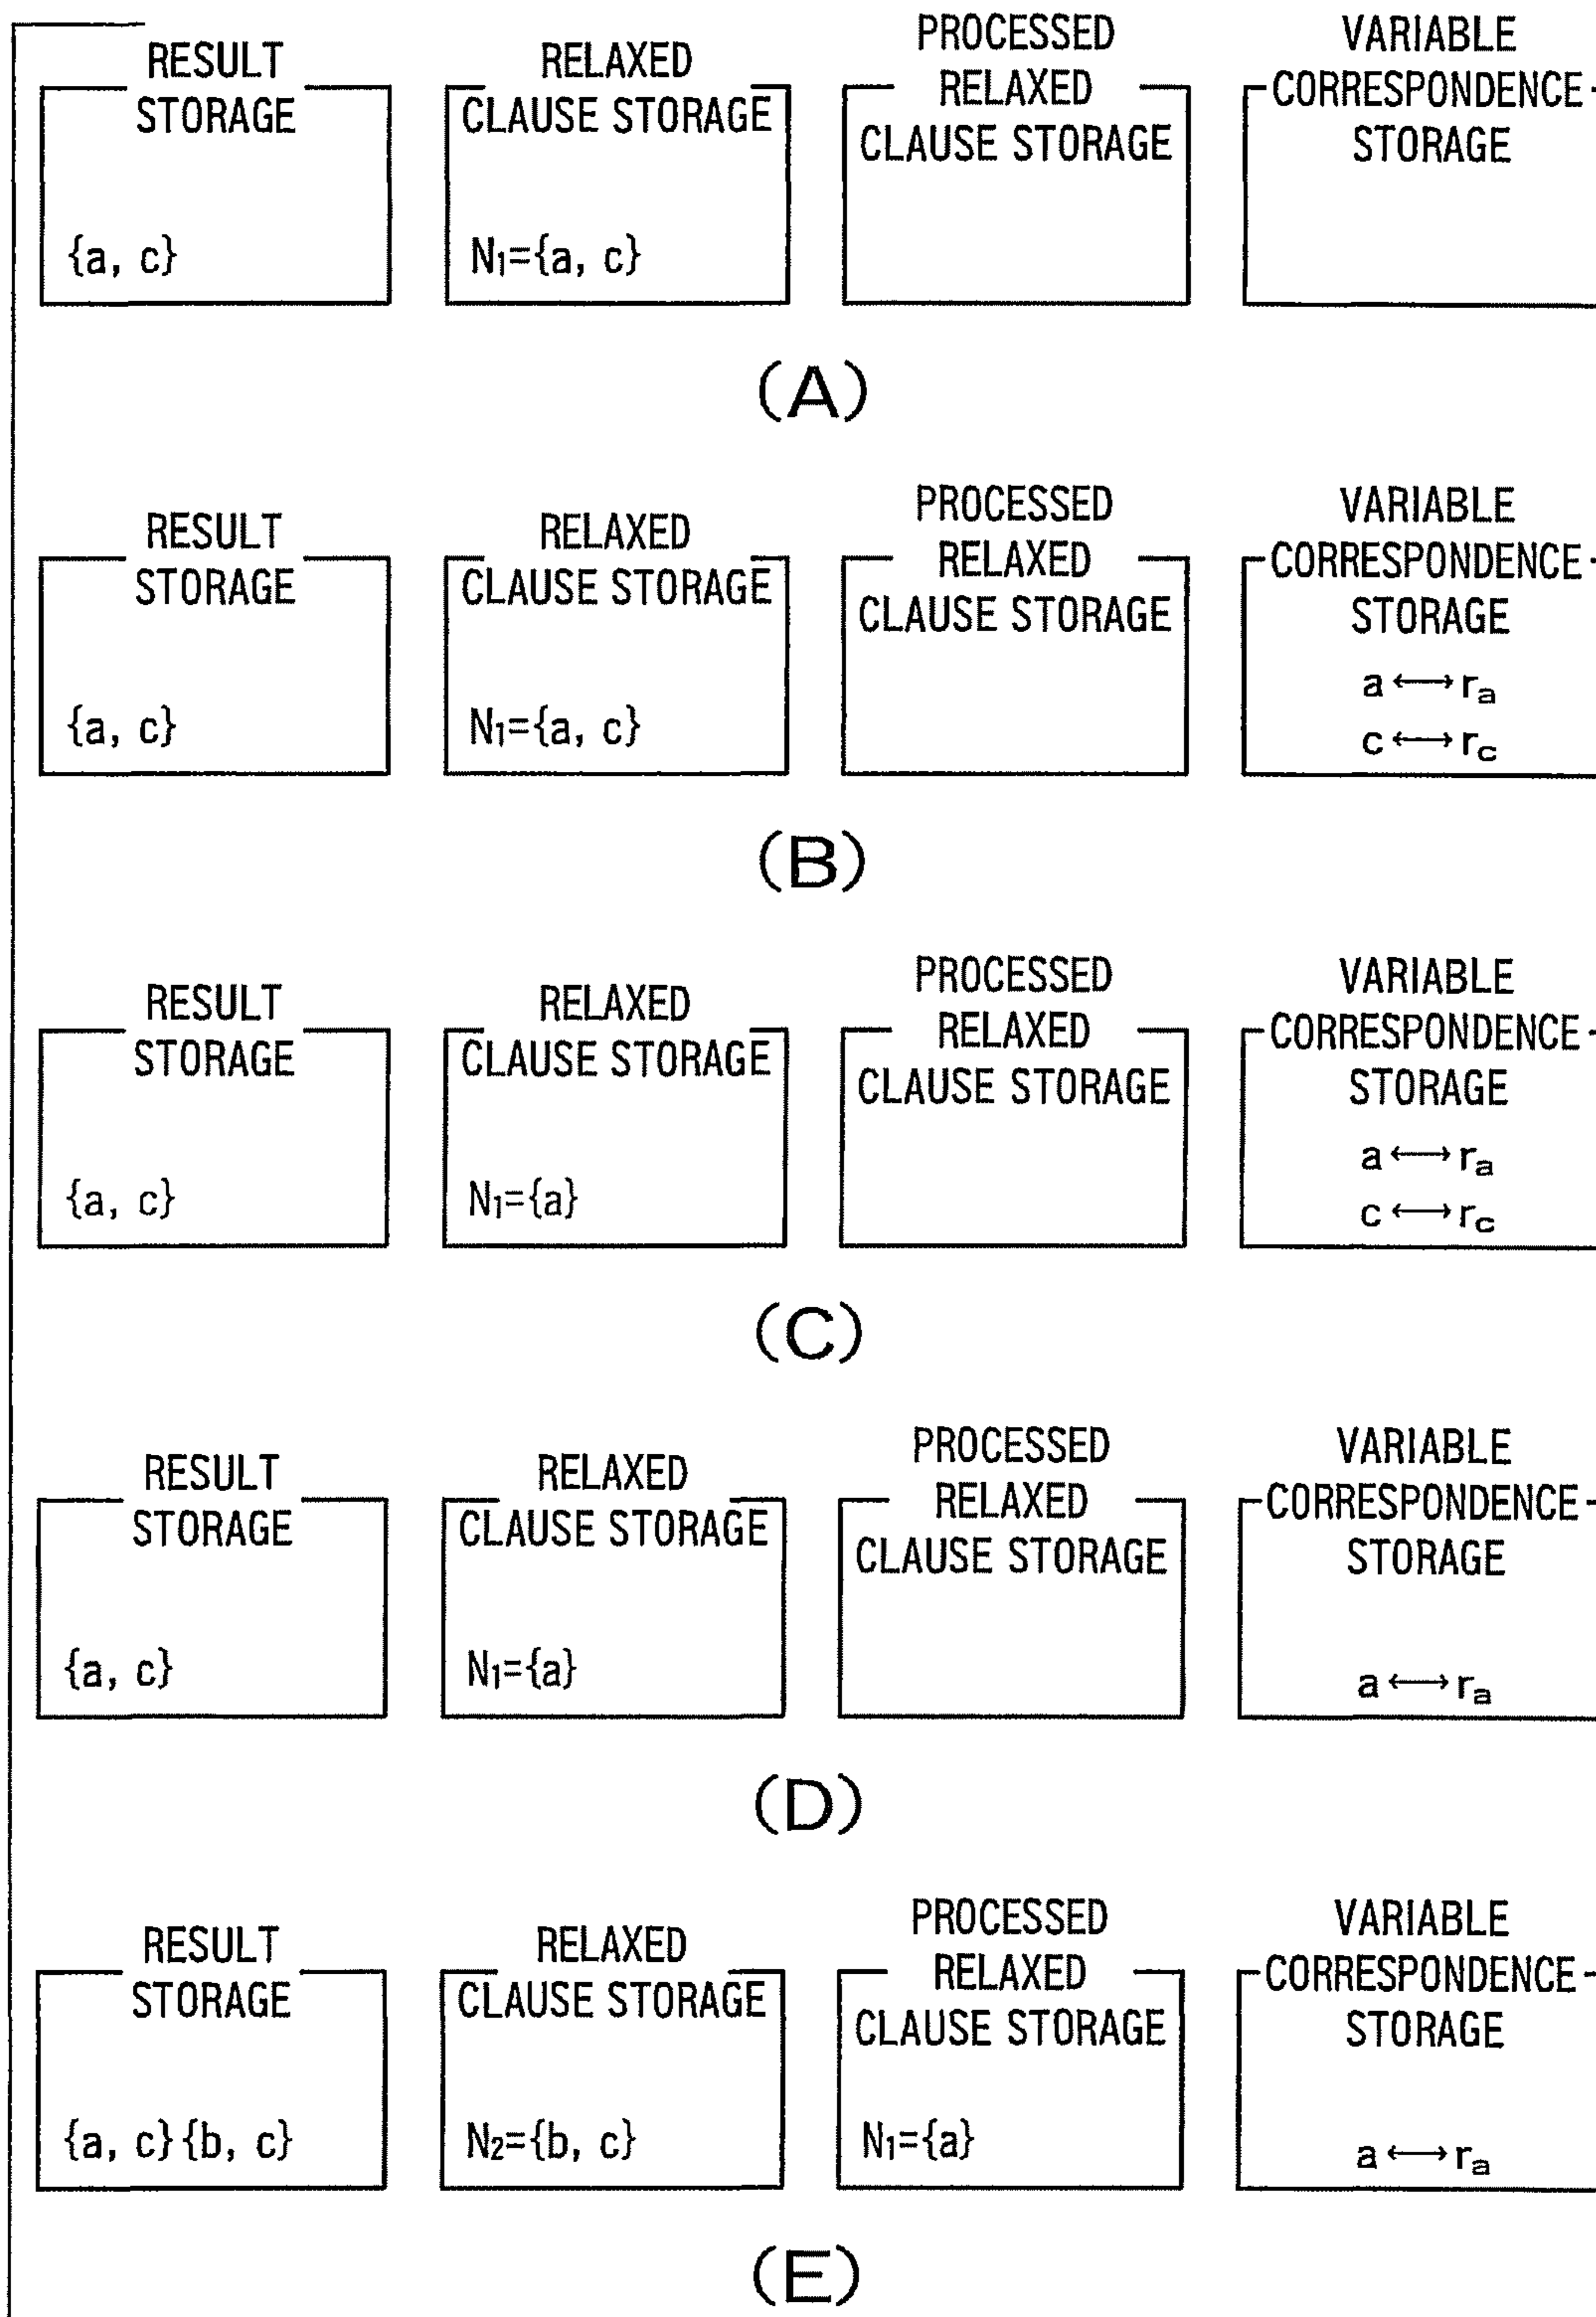 RESULT
STORAGE
{a, c}
RELAXED
CLAUSE STORAGE
N₁={a, c}
PROCESSED
RELAXED
CLAUSE STORAGE
VARIABLE
CORRESPONDENCE
STORAGE
(A)
RESULT
STORAGE
{a, c}
RELAXED
CLAUSE STORAGE
N₁={a, c}
PROCESSED
RELAXED
CLAUSE STORAGE
VARIABLE
CORRESPONDENCE
STORAGE
a ⟷ rₐ
c ⟷ r_c
(B)
RESULT
STORAGE
{a, c}
RELAXED
CLAUSE STORAGE
N₁={a}
PROCESSED
RELAXED
CLAUSE STORAGE
VARIABLE
CORRESPONDENCE
STORAGE
a ⟷ rₐ
c ⟷ r_c
(C)
RESULT
STORAGE
{a, c}
RELAXED
CLAUSE STORAGE
N₁={a}
PROCESSED
RELAXED
CLAUSE STORAGE
VARIABLE
CORRESPONDENCE
STORAGE
a ⟷ rₐ
(D)
RESULT
STORAGE
{a, c}{b, c}
RELAXED
CLAUSE STORAGE
N₂={b, c}
PROCESSED
RELAXED
CLAUSE STORAGE
N₁={a}
VARIABLE
CORRESPONDENCE
STORAGE
a ⟷ rₐ
(E)